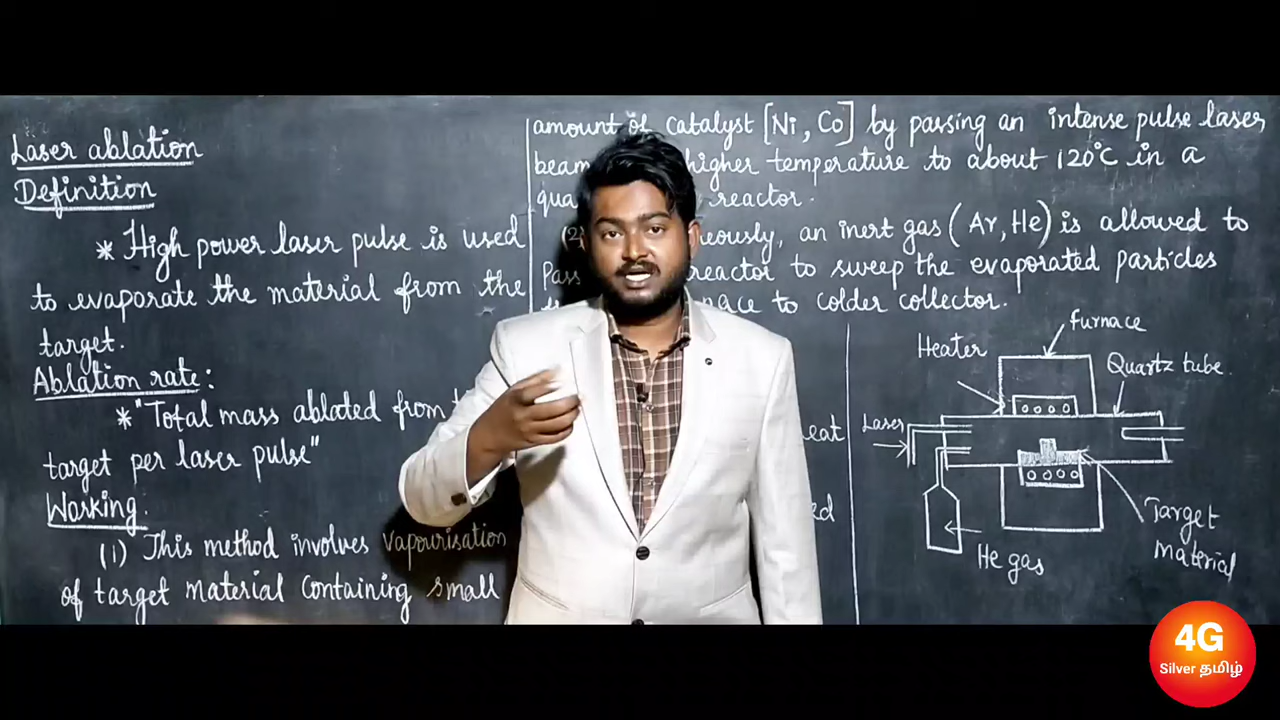 Laser ablation
Definition
* High power laser pulse is used
to evaporate the material from the
target.
Ablation rate:
* "Total mass ablated from
target per laser pulse"
Working.
(1) This method involves vapourisation
of target material containing small
amount of catalyst [Ni, Co] by passing an intense pulse laser
beam higher temperature to about 120°C in a
reactor.
(2) an inert gas (Ar, He) is allowed to
Pass reactor to sweep the evaporated particles
to colder collector.
furnace
Heater
Quartz tube.
Laser
Target
material
He gas
4G
Silver தமிழ்